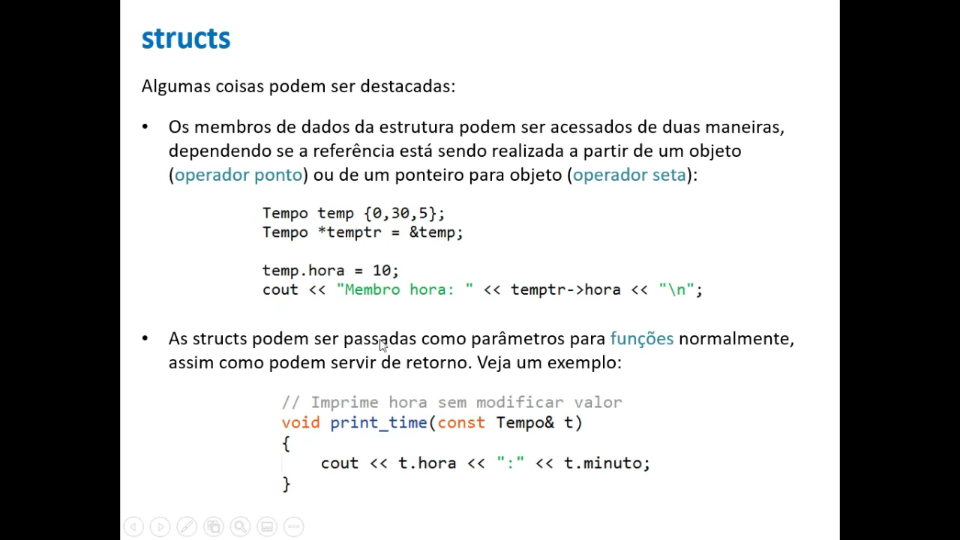 structs
Algumas coisas podem ser destacadas:
• Os membros de dados da estrutura podem ser acessados de duas maneiras,
dependendo se a referência está sendo realizada a partir de um objeto
(operador ponto) ou de um ponteiro para objeto (operador seta):
Tempo temp {0,30,5};
Tempo *temptr = &temp;
temp.hora = 10;
cout << "Membro hora: " << temptr->hora << "\n";
• As structs podem ser passadas como parâmetros para funções normalmente,
assim como podem servir de retorno. Veja um exemplo:
// Imprime hora sem modificar valor
void print_time(const Tempo& t)
{
cout << t.hora << ":" << t.minuto;
}